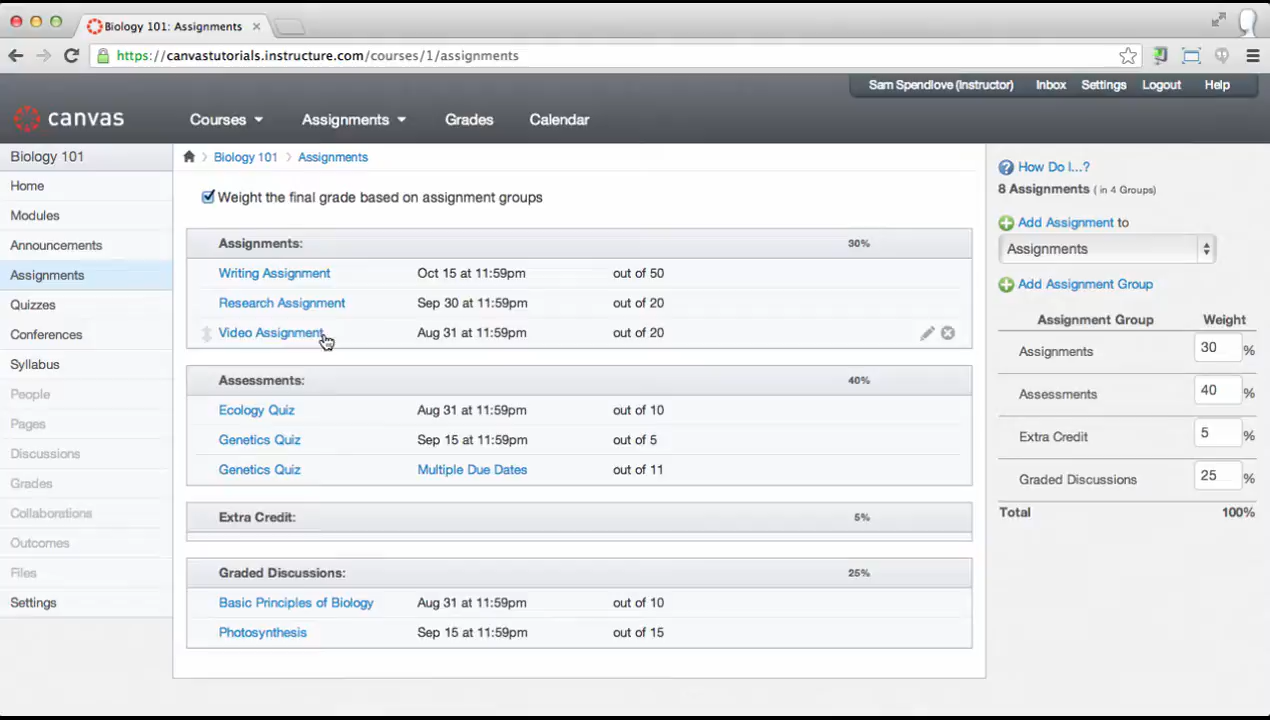 Biology 101: Assignments
https://canvastutorials.instructure.com/courses/1/assignments
Sam Spendlove (Instructor) Inbox Settings Logout Help
canvas Courses Assignments Grades Calendar
Biology 101
Home
Modules
Announcements
Assignments
Quizzes
Conferences
Syllabus
People
Pages
Discussions
Grades
Collaborations
Outcomes
Files
Settings
Biology 101 Assignments
Weight the final grade based on assignment groups
Assignments: 30%
Writing Assignment Oct 15 at 11:59pm out of 50
Research Assignment Sep 30 at 11:59pm out of 20
Video Assignment Aug 31 at 11:59pm out of 20
Assessments: 40%
Ecology Quiz Aug 31 at 11:59pm out of 10
Genetics Quiz Sep 15 at 11:59pm out of 5
Genetics Quiz Multiple Due Dates out of 11
Extra Credit: 5%
Graded Discussions: 25%
Basic Principles of Biology Aug 31 at 11:59pm out of 10
Photosynthesis Sep 15 at 11:59pm out of 15
? How Do I...?
8 Assignments ( in 4 Groups)
Add Assignment to
Assignments
Add Assignment Group
Assignment Group Weight
Assignments 30 %
Assessments 40 %
Extra Credit 5 %
Graded Discussions 25 %
Total 100%